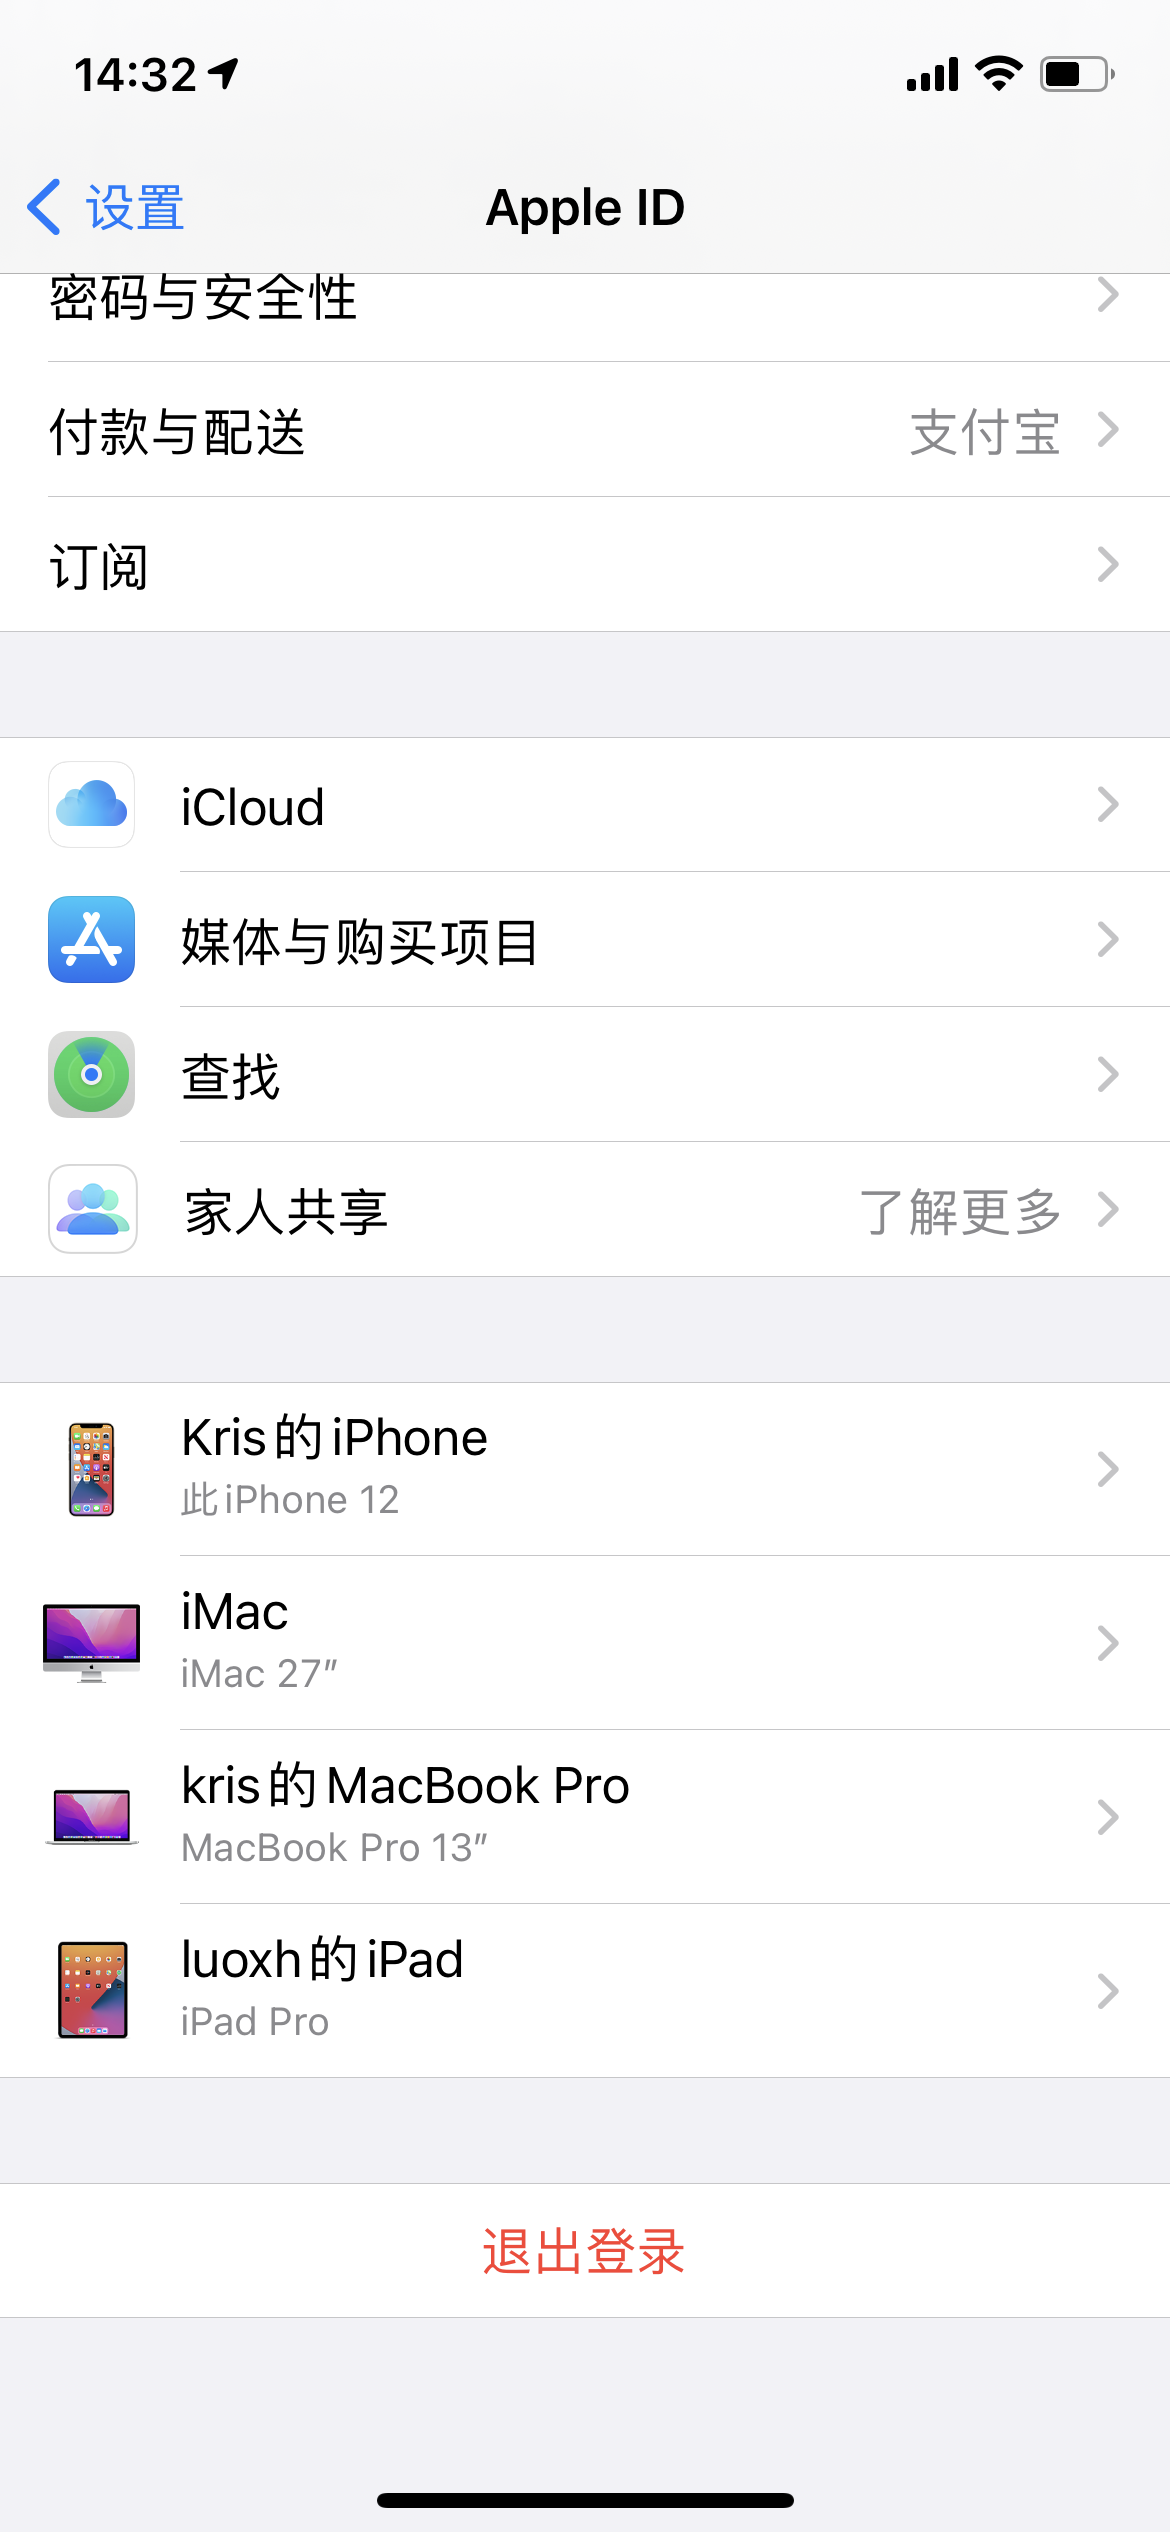 14:32
设置
Apple ID
密码与安全性
付款与配送 支付宝
订阅
iCloud
媒体与购买项目
查找
家人共享 了解更多
Kris的iPhone
此iPhone 12
iMac
iMac 27”
kris的MacBook Pro
MacBook Pro 13”
luoxh的iPad
iPad Pro
退出登录